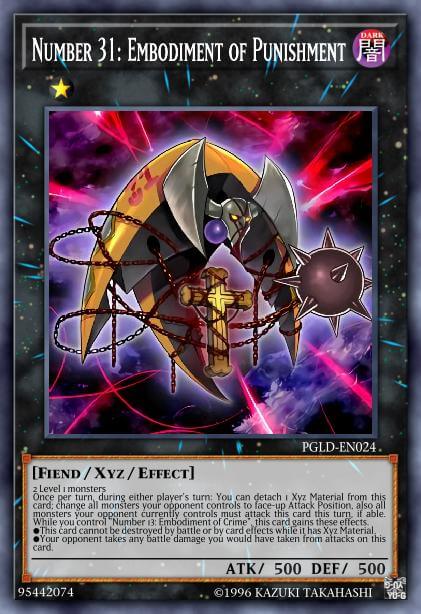 Number 31: Embodiment of Punishment
DARK
闇
31
PGLD-EN024
[Fiend / Xyz / Effect]
2 Level 1 monsters
Once per turn, during either player's turn: You can detach 1 Xyz Material from this
card; change all monsters your opponent controls to face-up Attack Position, also all
monsters your opponent currently controls must attack this card this turn, if able.
While you control "Number 13: Embodiment of Crime", this card gains these effects.
●This card cannot be destroyed by battle or by card effects while it has Xyz Material.
●Your opponent takes any battle damage you would have taken from attacks on this
card.
ATK/ 500 DEF/ 500
95442074
©1996 KAZUKI TAKAHASHI